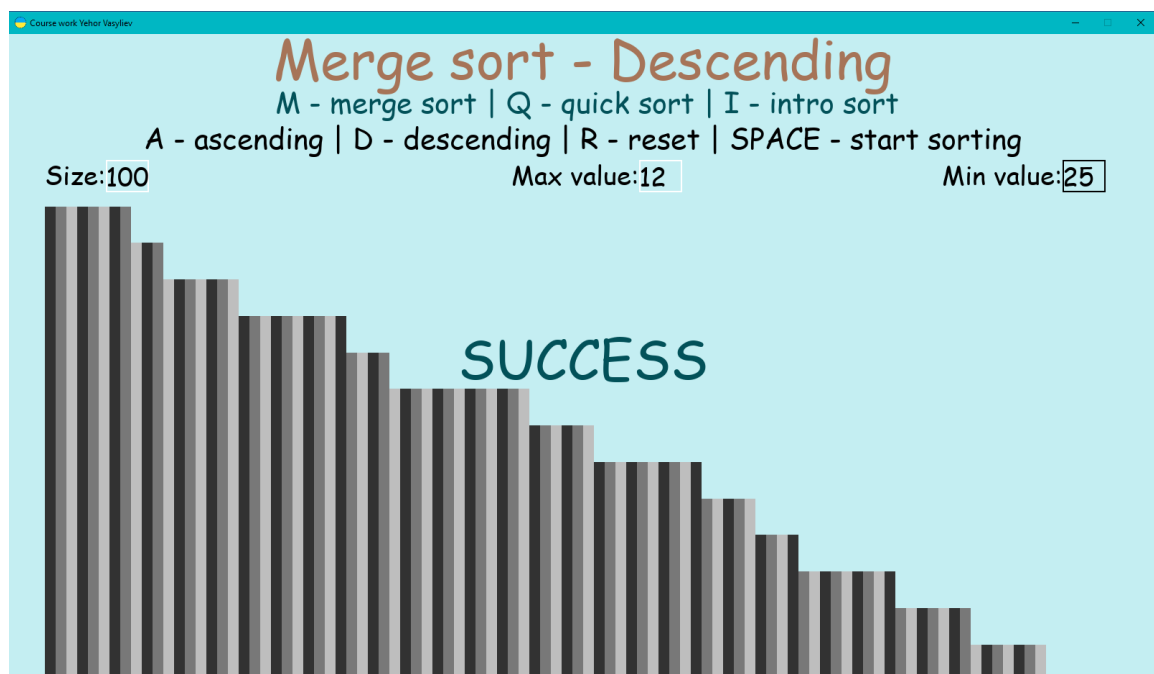 Course work Yehor Vasyliev
Merge sort - Descending
M - merge sort | Q - quick sort | I - intro sort
A - ascending | D - descending | R - reset | SPACE - start sorting
Size:100 Max value:12 Min value:25
SUCCESS